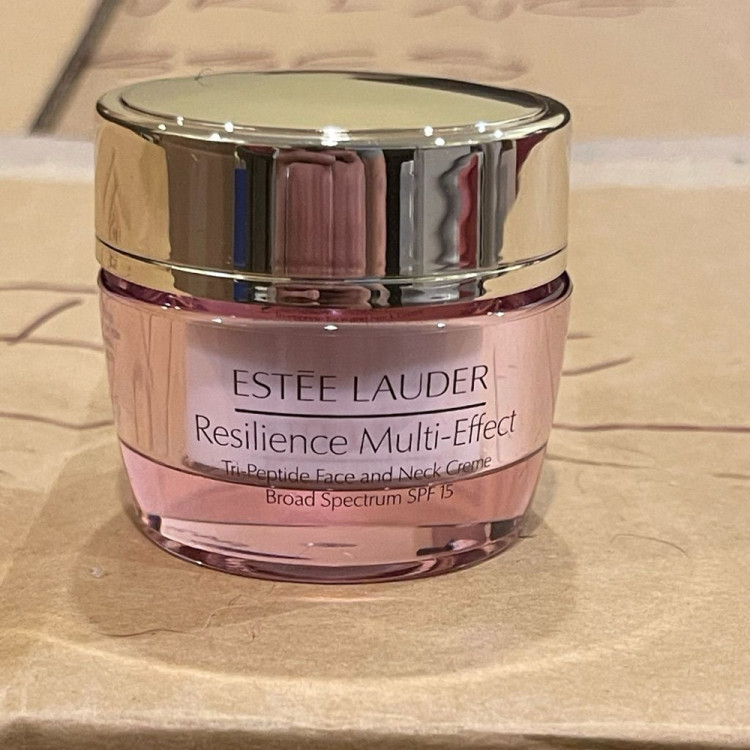 ESTĒE LAUDER
Resilience Multi-Effect
Tri-Peptide Face and Neck Creme
Broad Spectrum SPF 15